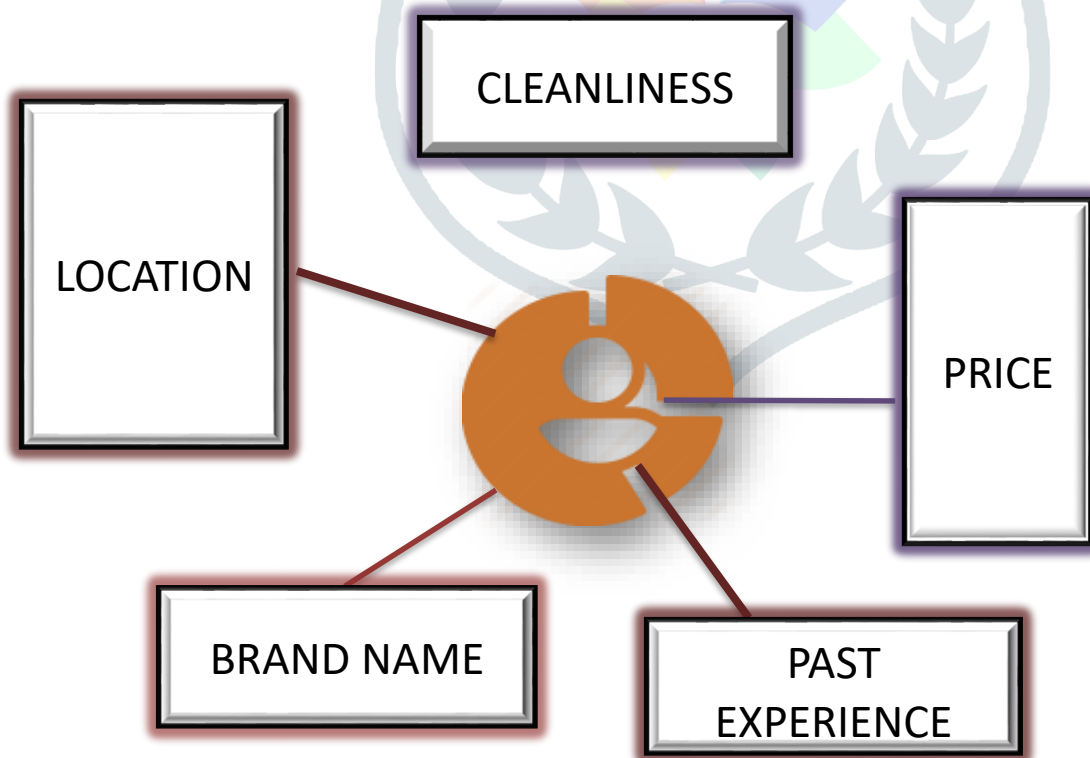 CLEANLINESS
LOCATION
PRICE
BRAND NAME
PAST
EXPERIENCE